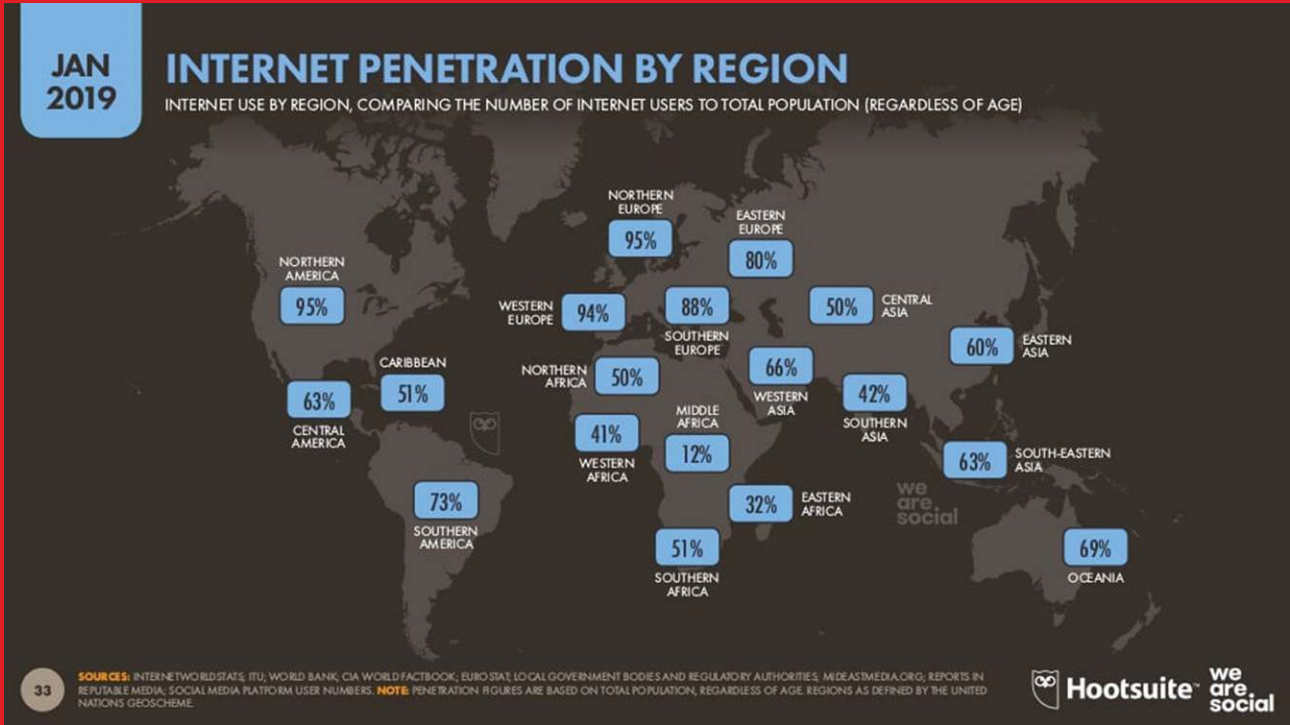 JAN
2019
INTERNET PENETRATION BY REGION
INTERNET USE BY REGION, COMPARING THE NUMBER OF INTERNET USERS TO TOTAL POPULATION (REGARDLESS OF AGE)
NORTHERN
EUROPE
95%
EASTERN
EUROPE
80%
NORTHERN
AMERICA
95%
WESTERN
EUROPE
94%
88%
SOUTHERN
EUROPE
50%
CENTRAL
ASIA
60%
EASTERN
ASIA
CARIBBEAN
51%
63%
CENTRAL
AMERICA
NORTHERN
AFRICA
50%
66%
WESTERN
ASIA
42%
SOUTHERN
ASIA
41%
WESTERN
AFRICA
MIDDLE
AFRICA
12%
63%
SOUTH-EASTERN
ASIA
73%
SOUTHERN
AMERICA
32%
EASTERN
AFRICA
we
are
social
51%
SOUTHERN
AFRICA
69%
OCEANIA
33
SOURCES: INTERNETWORLDSTATS; ITU; WORLD BANK; CIA WORLD FACTBOOK; EUROSTAT; LOCAL GOVERNMENT BODIES AND REGULATORY AUTHORITIES; MIDEASTMEDIA.ORG; REPORTS IN
REPUTABLE MEDIA; SOCIAL MEDIA PLATFORM USER NUMBERS. NOTE: PENETRATION FIGURES ARE BASED ON TOTAL POPULATION, REGARDLESS OF AGE. REGIONS AS DEFINED BY THE UNITED
NATIONS GEOSCHEME.
Hootsuite™
we
are
social